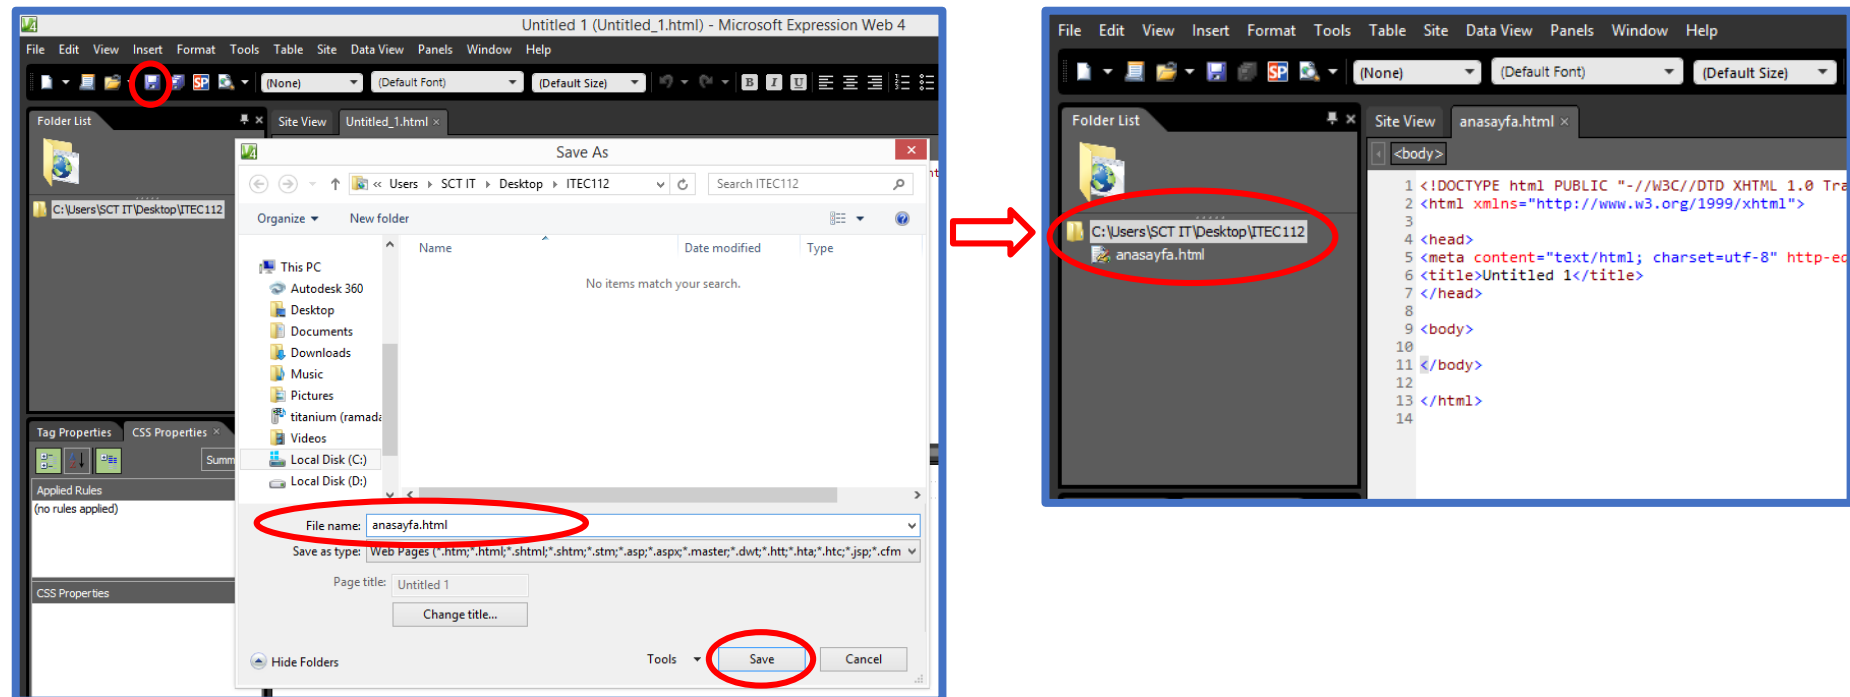 Untitled 1 (Untitled_1.html) - Microsoft Expression Web 4
File Edit View Insert Format Tools Table Site Data View Panels Window Help
SP (None) (Default Font) (Default Size) B I U
Folder List
Site View Untitled_1.html ×
C:\Users\SCT IT\Desktop\ITEC112
Save As
« Users SCT IT Desktop ITEC112
Search ITEC112
Organize New folder
Name Date modified Type
No items match your search.
This PC
Autodesk 360
Desktop
Documents
Downloads
Music
Pictures
titanium (ramada
Videos
Local Disk (C:)
Local Disk (D:)
Tag Properties CSS Properties ×
Summ
Applied Rules
(no rules applied)
CSS Properties
File name: anasayfa.html
Save as type: Web Pages (*.htm;*.html;*.shtml;*.shtm;*.stm;*.asp;*.aspx;*.master;*.dwt;*.htt;*.hta;*.htc;*.jsp;*.cfm
Page title: Untitled 1
Change title...
Hide Folders
Tools Save Cancel
File Edit View Insert Format Tools Table Site Data View Panels Window Help
SP (None) (Default Font) (Default Size)
Folder List
Site View anasayfa.html ×
<body>
C:\Users\SCT IT\Desktop\ITEC112
anasayfa.html
1 <!DOCTYPE html PUBLIC "-//W3C//DTD XHTML 1.0 Tra
2 <html xmlns="http://www.w3.org/1999/xhtml">
3
4 <head>
5 <meta content="text/html; charset=utf-8" http-eq
6 <title>Untitled 1</title>
7 </head>
8
9 <body>
10
11 </body>
12
13 </html>
14